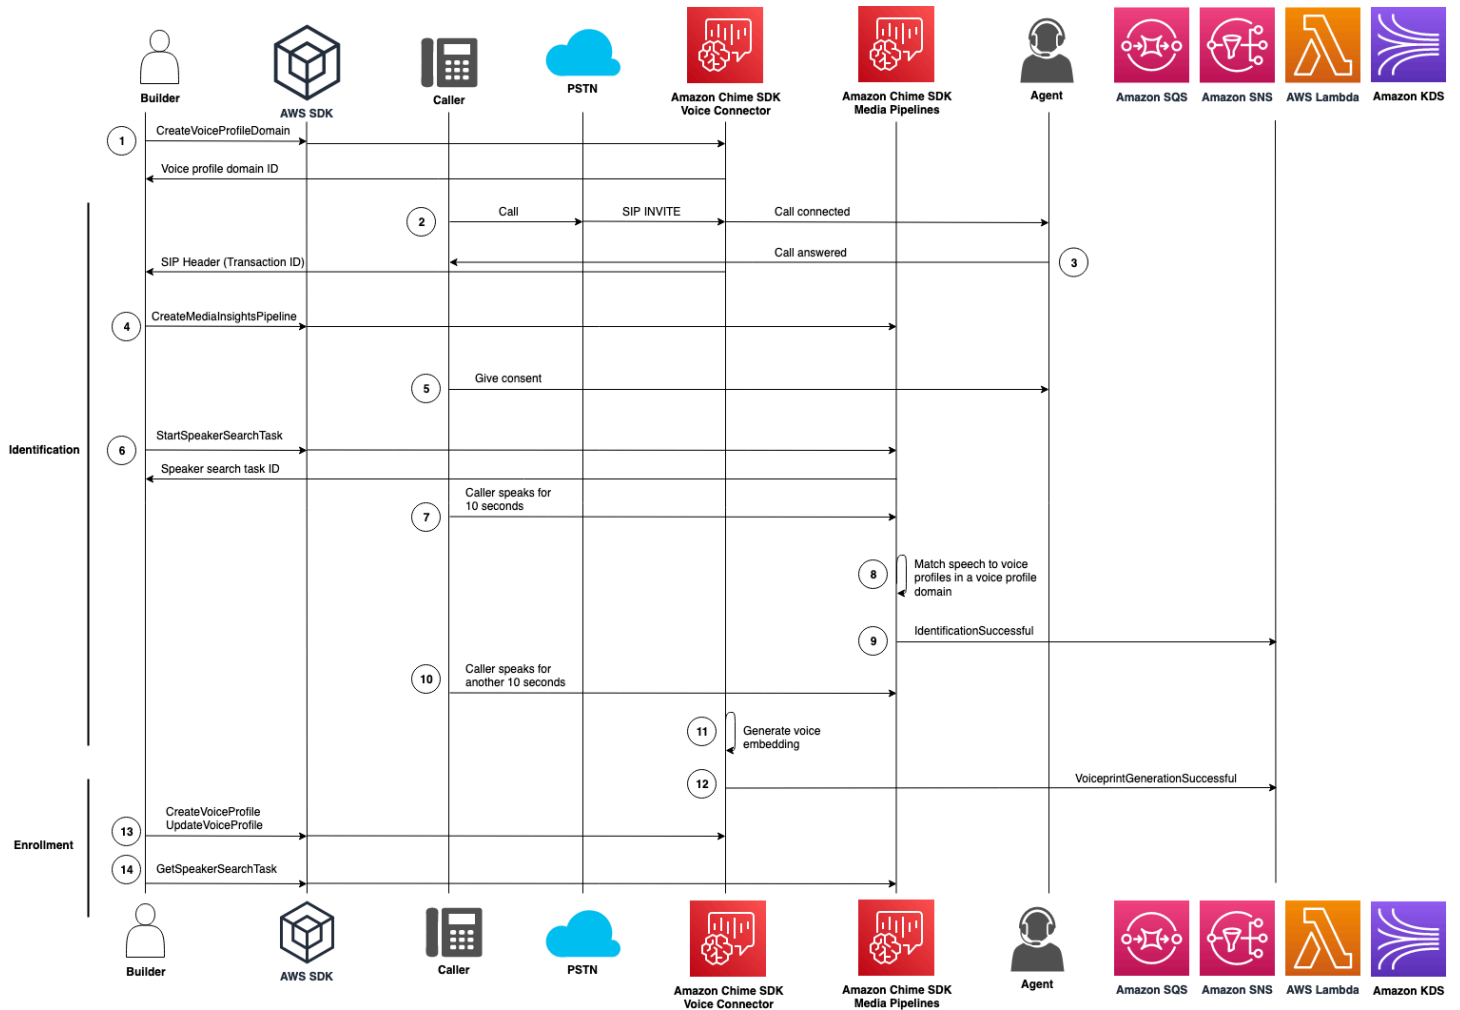 Builder
AWS SDK
Caller
PSTN
Amazon Chime SDK
Voice Connector
Amazon Chime SDK
Media Pipelines
Agent
Amazon SQS
Amazon SNS
AWS Lambda
Amazon KDS
1
CreateVoiceProfileDomain
Voice profile domain ID
2
Call
SIP INVITE
Call connected
Call answered
3
SIP Header (Transaction ID)
4
CreateMediaInsightsPipeline
5
Give consent
Identification
6
StartSpeakerSearchTask
Speaker search task ID
7
Caller speaks for
10 seconds
8
Match speech to voice
profiles in a voice profile
domain
9
IdentificationSuccessful
10
Caller speaks for
another 10 seconds
11
Generate voice
embedding
12
VoiceprintGenerationSuccessful
Enrollment
13
CreateVoiceProfile
UpdateVoiceProfile
14
GetSpeakerSearchTask
Builder
AWS SDK
Caller
PSTN
Amazon Chime SDK
Voice Connector
Amazon Chime SDK
Media Pipelines
Agent
Amazon SQS
Amazon SNS
AWS Lambda
Amazon KDS